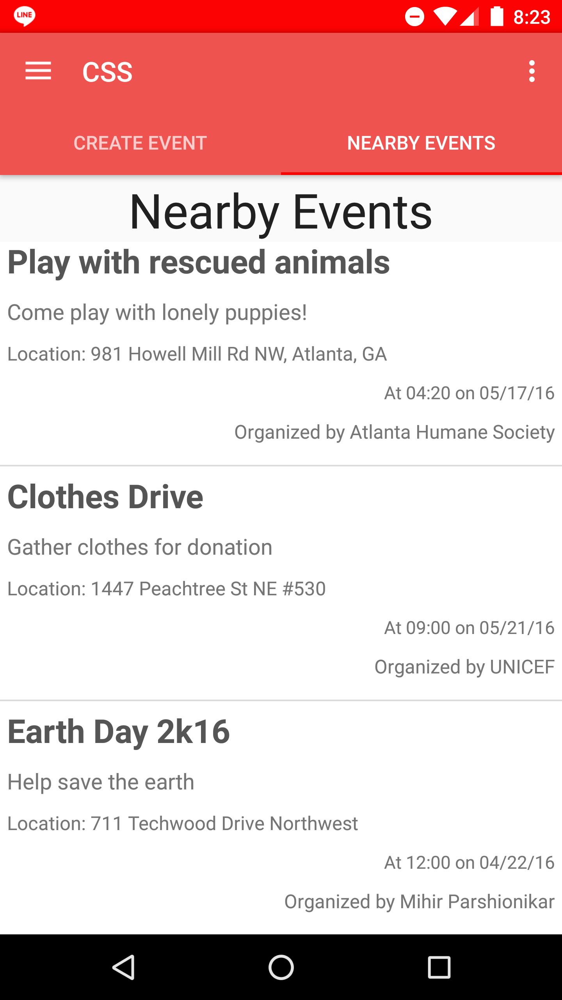 LINE
8:23
CSS
CREATE EVENT
NEARBY EVENTS
Nearby Events
Play with rescued animals
Come play with lonely puppies!
Location: 981 Howell Mill Rd NW, Atlanta, GA
At 04:20 on 05/17/16
Organized by Atlanta Humane Society
Clothes Drive
Gather clothes for donation
Location: 1447 Peachtree St NE #530
At 09:00 on 05/21/16
Organized by UNICEF
Earth Day 2k16
Help save the earth
Location: 711 Techwood Drive Northwest
At 12:00 on 04/22/16
Organized by Mihir Parshionikar